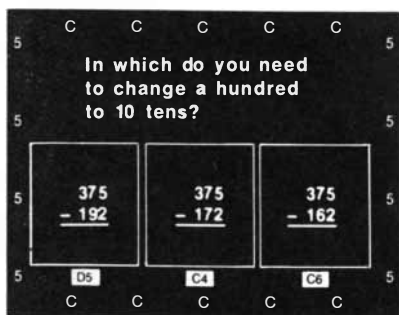 C C C C C
5 5
In which do you need
to change a hundred
to 10 tens?
5 5
375 375 375
5 - 192 - 172 - 162 5
5 D5 C4 C6 5
C C C C C